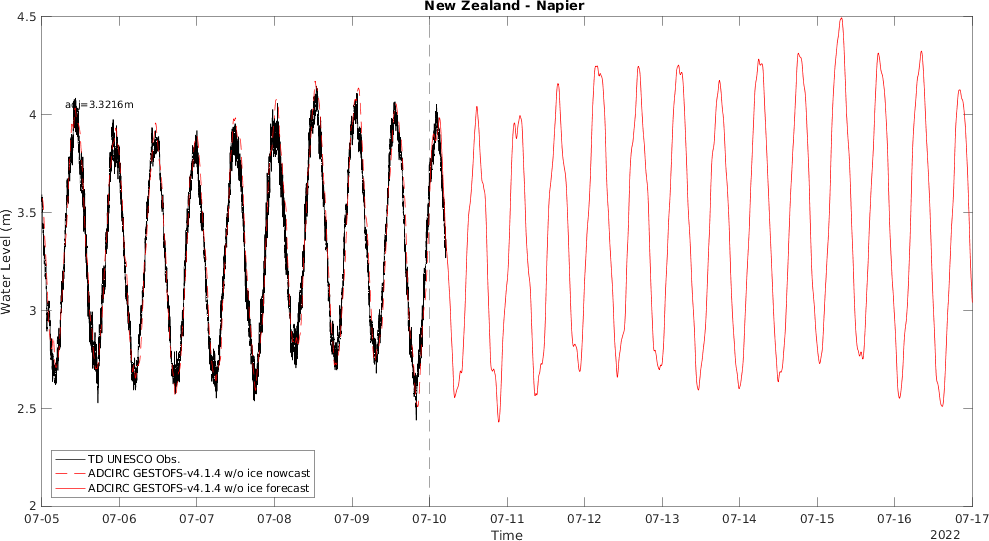 New Zealand - Napier
4.5
4
3.5
3
2.5
2
Water Level (m)
adj=3.3216m
TD UNESCO Obs.
ADCIRC GESTOFS-v4.1.4 w/o ice nowcast
ADCIRC GESTOFS-v4.1.4 w/o ice forecast
07-05 07-06 07-07 07-08 07-09 07-10 07-11 07-12 07-13 07-14 07-15 07-16 07-17
Time
2022